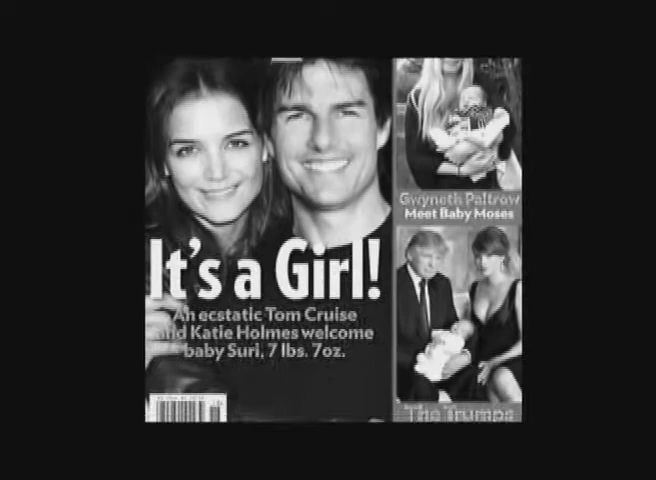 It's a Girl!
An ecstatic Tom Cruise
and Katie Holmes welcome
baby Suri, 7 lbs. 7oz.
Gwyneth Paltrow
Meet Baby Moses
The Trumps